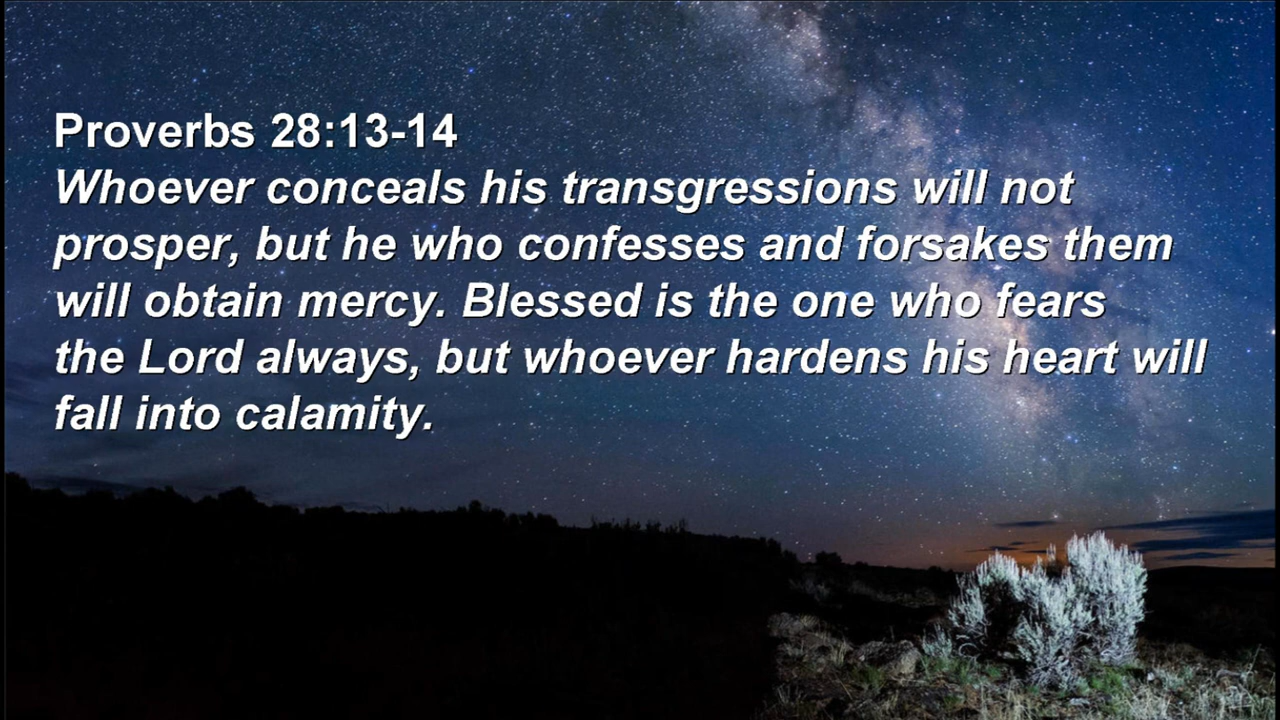 Proverbs 28:13-14
Whoever conceals his transgressions will not
prosper, but he who confesses and forsakes them
will obtain mercy. Blessed is the one who fears
the Lord always, but whoever hardens his heart will
fall into calamity.